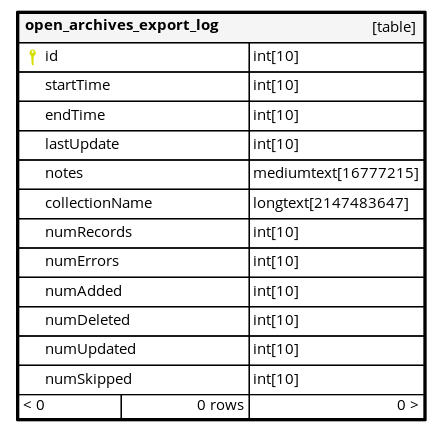 open_archives_export_log [table]
id int[10]
startTime int[10]
endTime int[10]
lastUpdate int[10]
notes mediumtext[16777215]
collectionName longtext[2147483647]
numRecords int[10]
numErrors int[10]
numAdded int[10]
numDeleted int[10]
numUpdated int[10]
numSkipped int[10]
< 0 0 rows 0 >